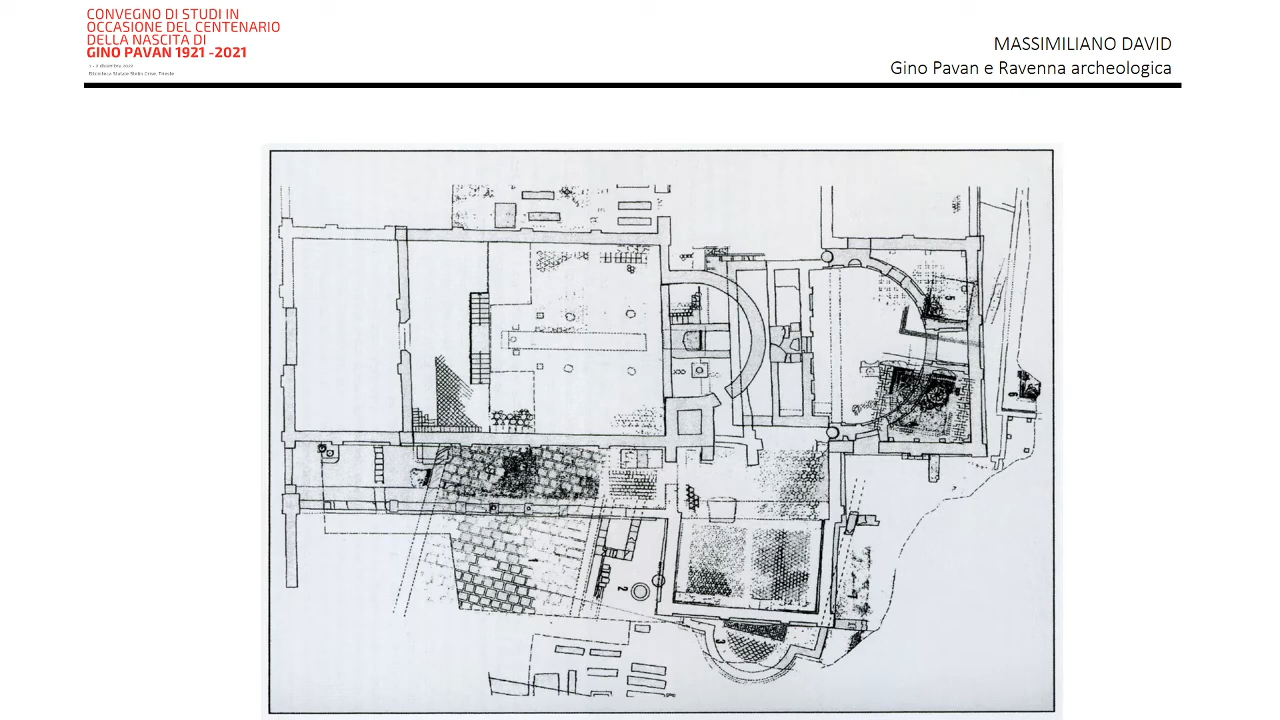 CONVEGNO DI STUDI IN
OCCASIONE DEL CENTENARIO
DELLA NASCITA DI
GINO PAVAN 1921 -2021
MASSIMILIANO DAVID
Gino Pavan e Ravenna archeologica
2
3